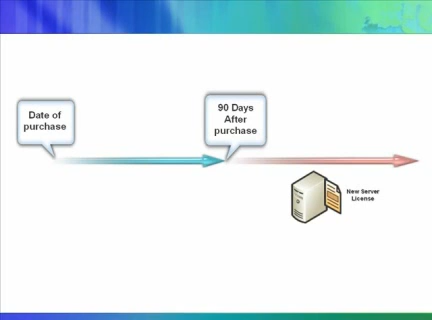 Date of
purchase
90 Days
After
purchase
New Server
License